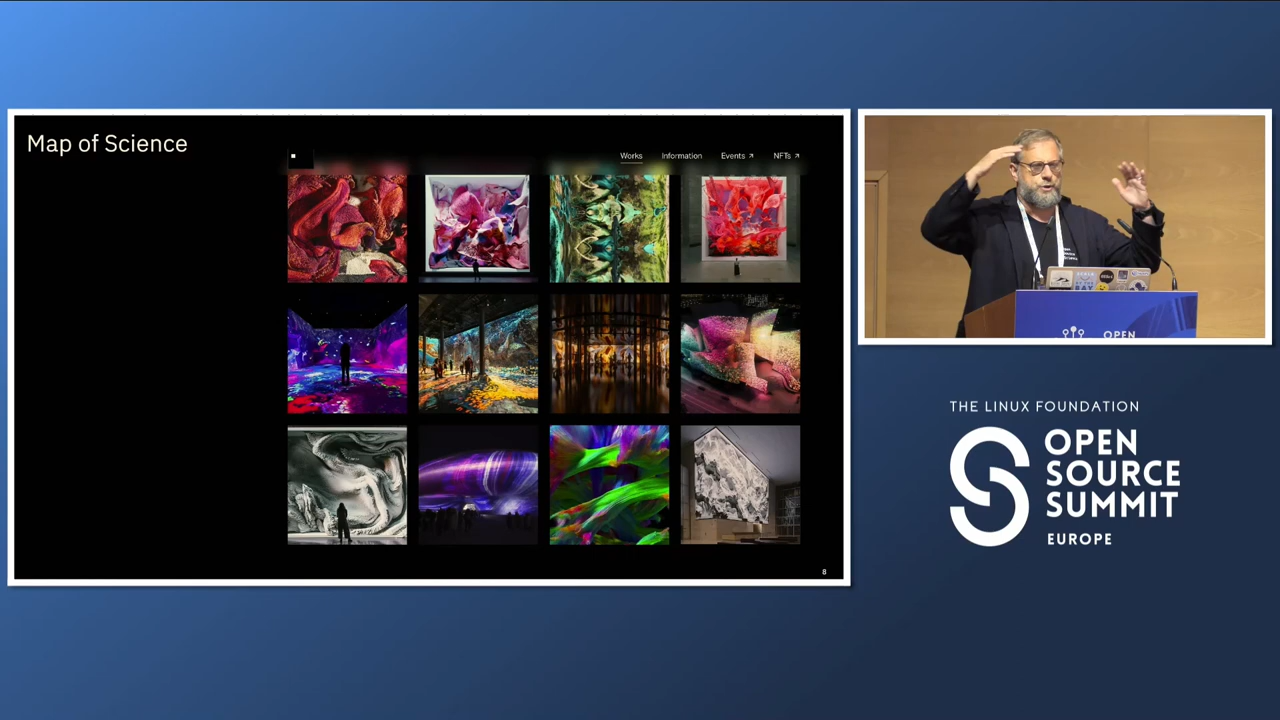 Map of Science
Works Information Events ↗ NFTs ↗
8
OPEN
THE LINUX FOUNDATION
OPEN
SOURCE
SUMMIT
EUROPE